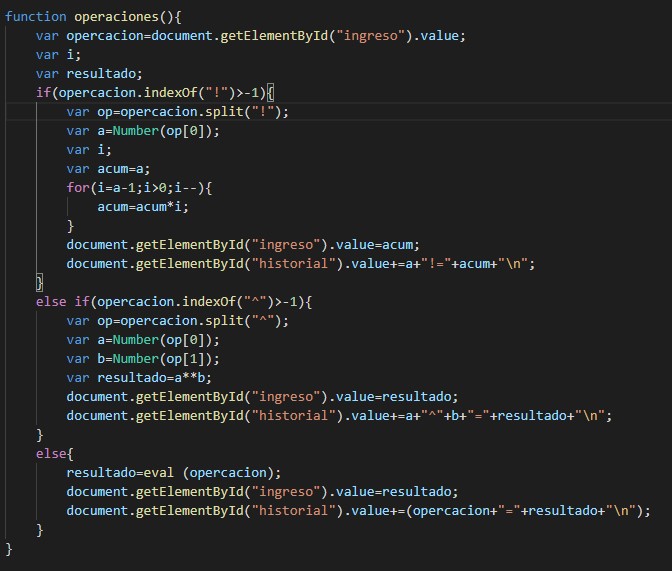 function operaciones(){
    var opercacion=document.getElementById("ingreso").value;
    var i;
    var resultado;
    if(opercacion.indexOf("!")>-1){
        var op=opercacion.split("!");
        var a=Number(op[0]);
        var i;
        var acum=a;
        for(i=a-1;i>0;i--){
            acum=acum*i;
        }
        document.getElementById("ingreso").value=acum;
        document.getElementById("historial").value+=a+"!="+acum+"\n";
    }
    else if(opercacion.indexOf("^")>-1){
        var op=opercacion.split("^");
        var a=Number(op[0]);
        var b=Number(op[1]);
        var resultado=a**b;
        document.getElementById("ingreso").value=resultado;
        document.getElementById("historial").value+=a+"^"+b+"="+resultado+"\n";
    }
    else{
        resultado=eval (opercacion);
        document.getElementById("ingreso").value=resultado;
        document.getElementById("historial").value+=(opercacion+"="+resultado+"\n");
    }
}